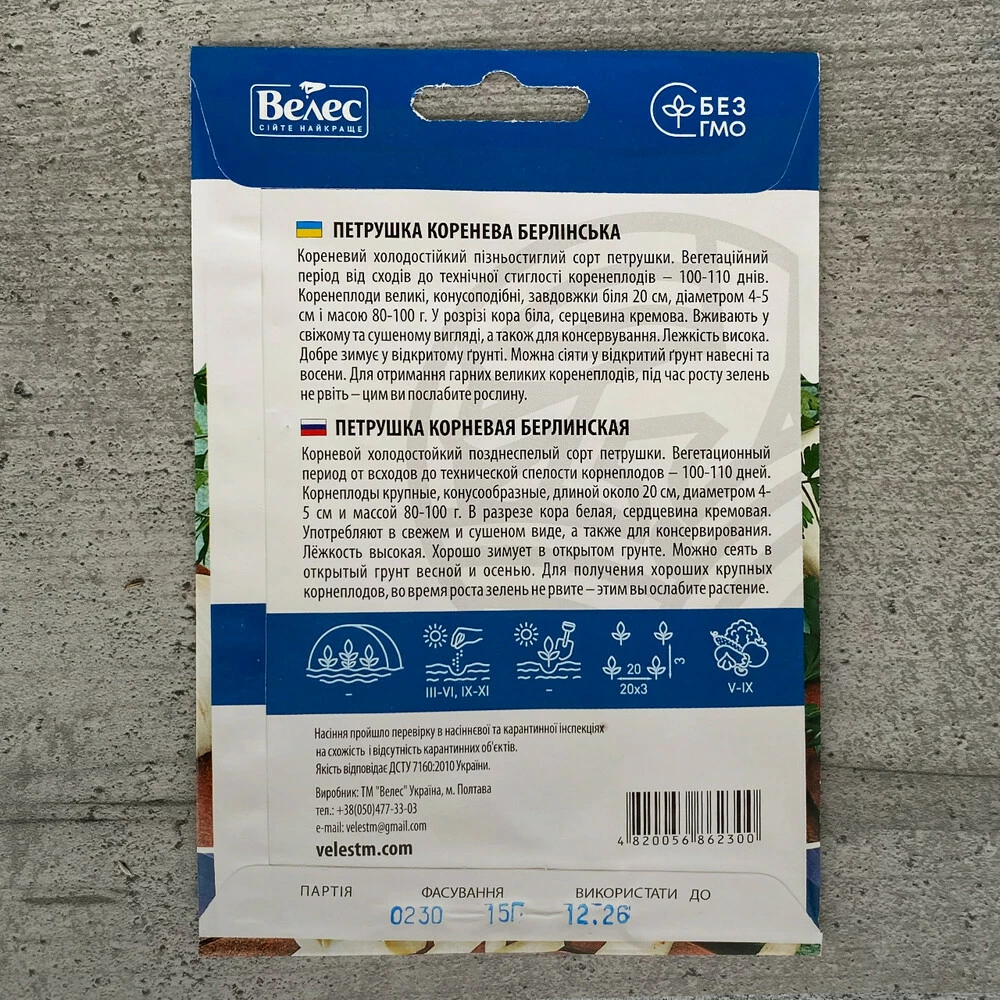 Велес
СІЙТЕ НАЙКРАЩЕ
БЕЗ
ГМО
ПЕТРУШКА КОРЕНЕВА БЕРЛІНСЬКА
Кореневий холодостійкий пізньостиглий сорт петрушки. Вегетаційний
період від сходів до технічної стиглості коренеплодів – 100-110 днів.
Коренеплоди великі, конусоподібні, завдовжки біля 20 см, діаметром 4-5
см і масою 80-100 г. У розрізі кора біла, серцевина кремова. Вживають у
свіжому та сушеному вигляді, а також для консервування. Лежкість висока.
Добре зимує у відкритому ґрунті. Можна сіяти у відкритий ґрунт навесні та
восени. Для отримання гарних великих коренеплодів, під час росту зелень
не рвіть – цим ви послабите рослину.
ПЕТРУШКА КОРНЕВАЯ БЕРЛИНСКАЯ
Корневой холодостойкий позднеспелый сорт петрушки. Вегетационный
период от всходов до технической спелости корнеплодов – 100-110 дней.
Корнеплоды крупные, конусообразные, длиной около 20 см, диаметром 4-
5 см и массой 80-100 г. В разрезе кора белая, сердцевина кремовая.
Употребляют в свежем и сушеном виде, а также для консервирования.
Лёжкость высокая. Хорошо зимует в открытом грунте. Можно сеять в
открытый грунт весной и осенью. Для получения хороших крупных
корнеплодов, во время роста зелень не рвите – этим вы ослабите растение.
– III-VI, IX-XI – 20 3 20x3 V-IX
Насіння пройшло перевірку в насіннєвої та карантинної інспекціях
на схожість і відсутність карантинних об'єктів.
Якість відповідає ДСТУ 7160:2010 України.
Виробник: ТМ "Велес" Україна, м. Полтава
тел.: +38(050)477-33-03
e-mail: velestm@gmail.com
velestm.com
4 820056 862300
ПАРТІЯ ФАСУВАННЯ ВИКОРИСТАТИ ДО
0230 15Г 12.26